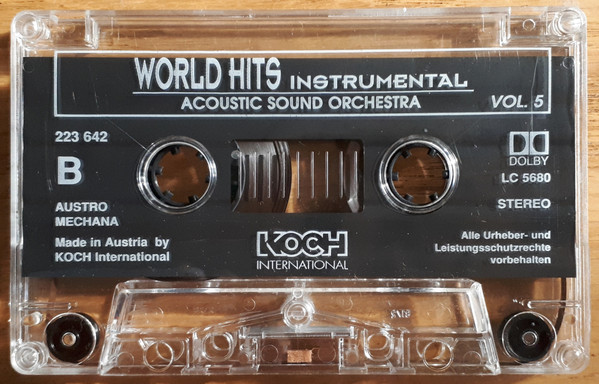 WORLD HITS INSTRUMENTAL
ACOUSTIC SOUND ORCHESTRA
VOL. 5
223 642
B
AUSTRO
MECHANA
Made in Austria by
KOCH International
KOCH
INTERNATIONAL
DOLBY
LC 5680
STEREO
Alle Urheber- und
Leistungsschutzrechte
vorbehalten